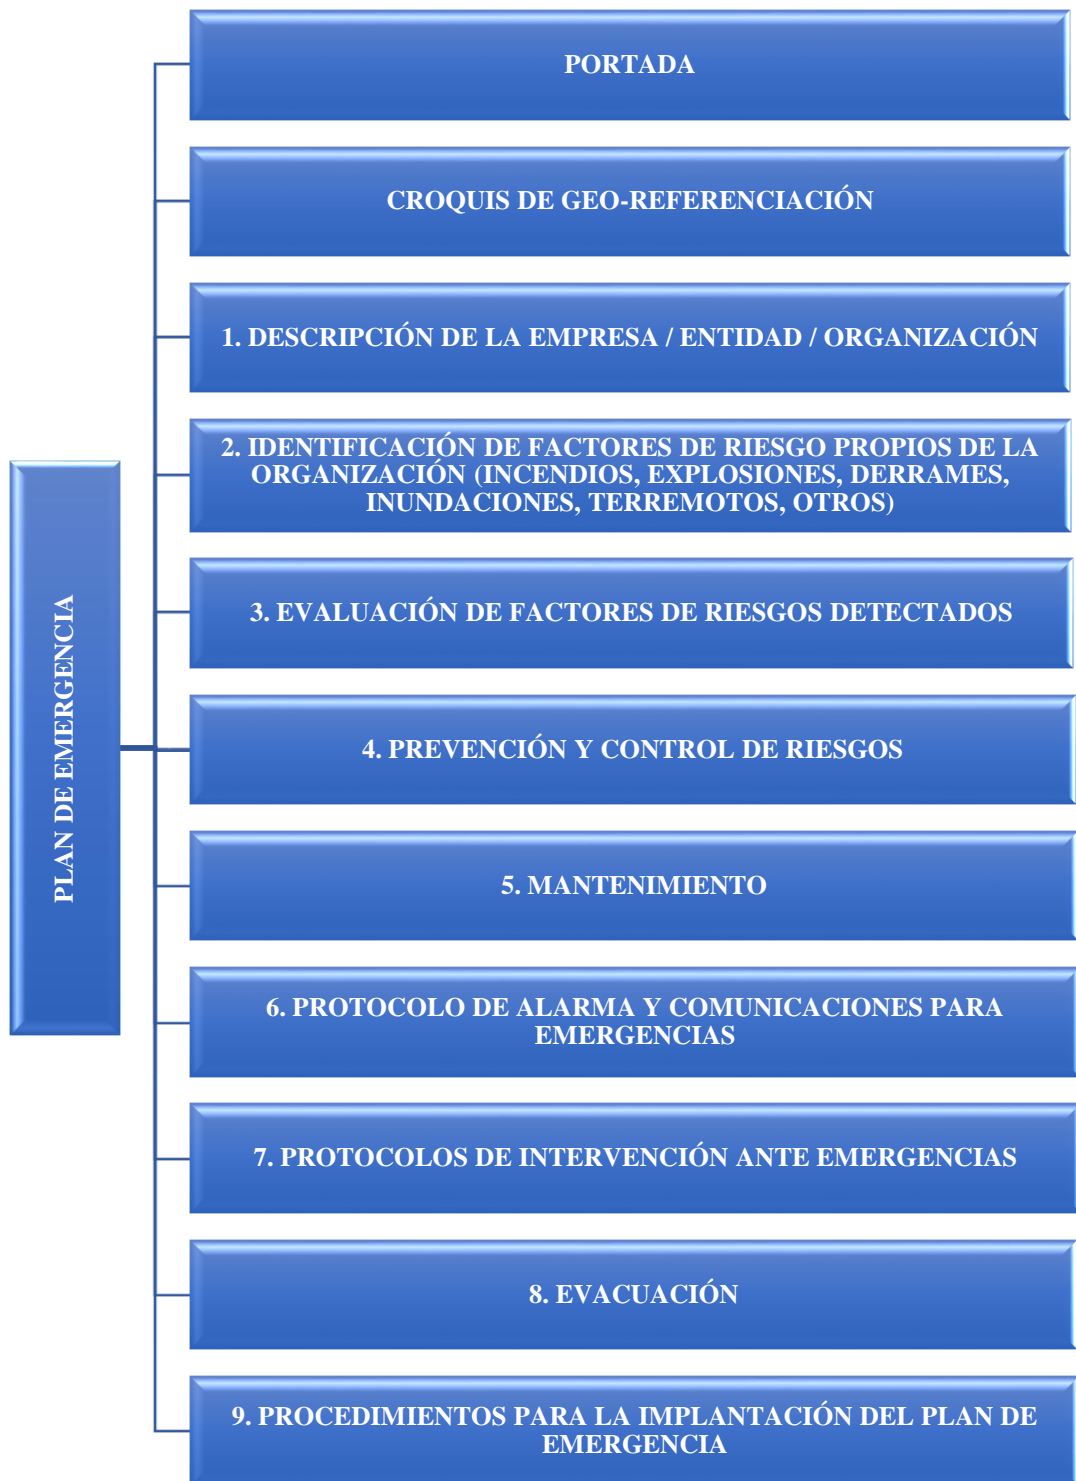 PORTADA
CROQUIS DE GEO-REFERENCIACIÓN
1. DESCRIPCIÓN DE LA EMPRESA / ENTIDAD / ORGANIZACIÓN
2. IDENTIFICACIÓN DE FACTORES DE RIESGO PROPIOS DE LA
ORGANIZACIÓN (INCENDIOS, EXPLOSIONES, DERRAMES,
INUNDACIONES, TERREMOTOS, OTROS)
PLAN DE EMERGENCIA
3. EVALUACIÓN DE FACTORES DE RIESGOS DETECTADOS
4. PREVENCIÓN Y CONTROL DE RIESGOS
5. MANTENIMIENTO
6. PROTOCOLO DE ALARMA Y COMUNICACIONES PARA
EMERGENCIAS
7. PROTOCOLOS DE INTERVENCIÓN ANTE EMERGENCIAS
8. EVACUACIÓN
9. PROCEDIMIENTOS PARA LA IMPLANTACIÓN DEL PLAN DE
EMERGENCIA